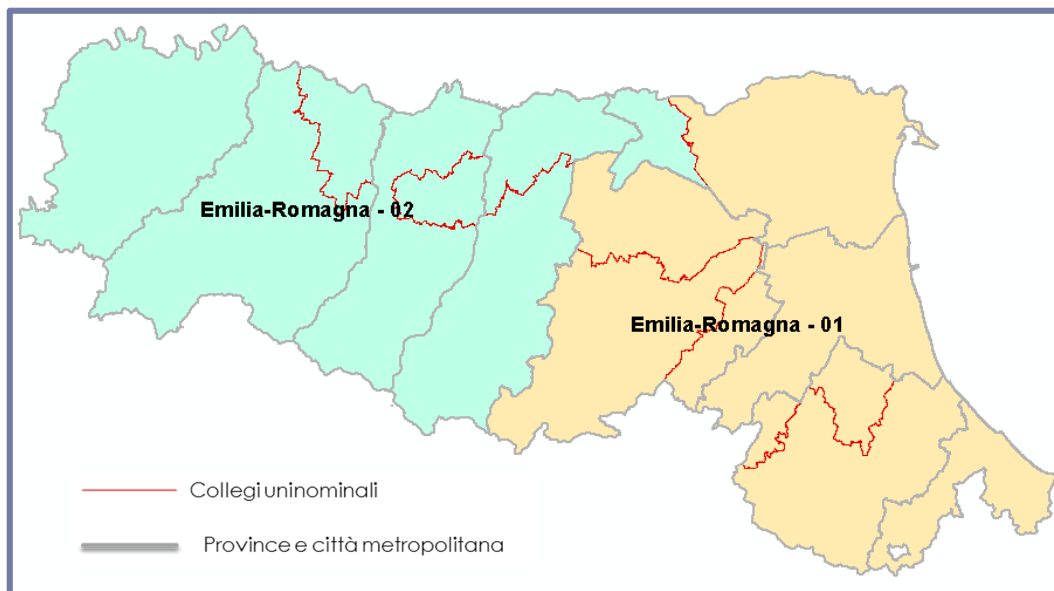 Emilia-Romagna - 02
Emilia-Romagna - 01
Collegi uninominali
Province e città metropolitana